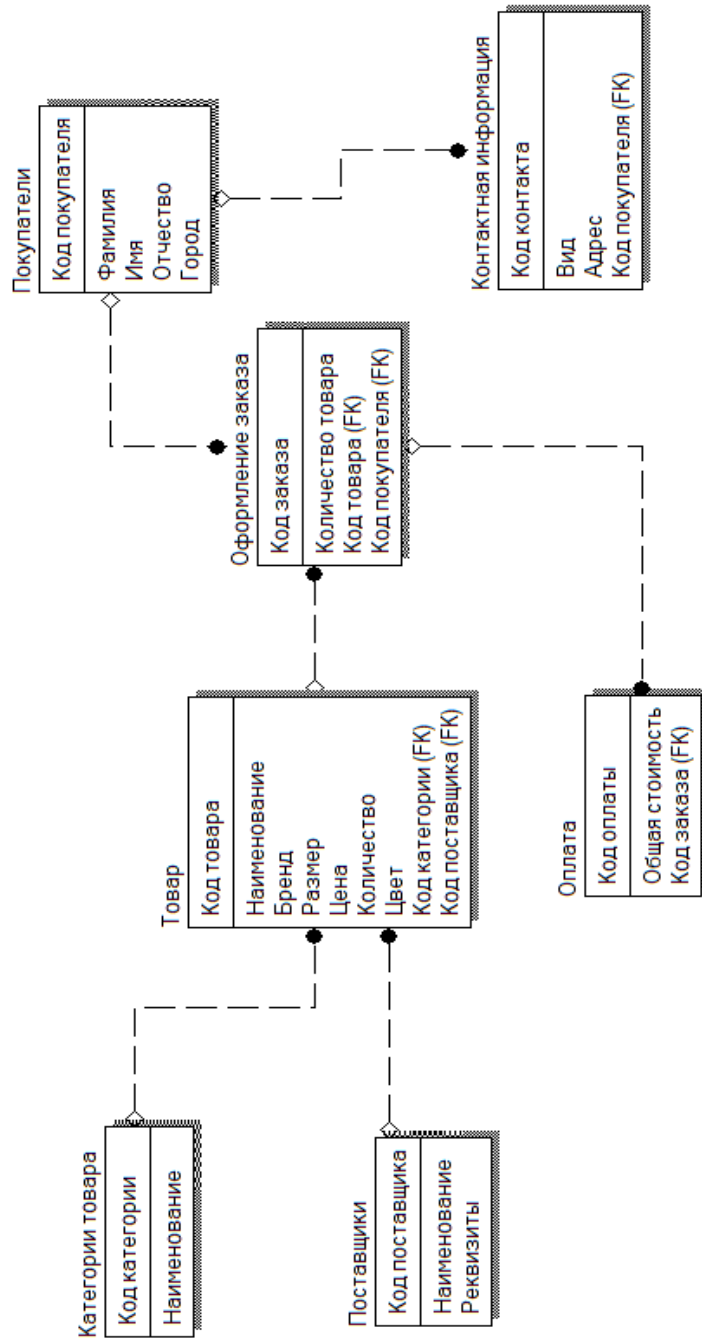 Категории товара
Код категории
Наименование
Поставщики
Код поставщика
Наименование
Реквизиты
Товар
Код товара
Наименование
Бренд
Размер
Цена
Количество
Цвет
Код категории (FK)
Код поставщика (FK)
Оплата
Код оплаты
Общая стоимость
Код заказа (FK)
Оформление заказа
Код заказа
Количество товара
Код товара (FK)
Код покупателя (FK)
Покупатели
Код покупателя
Фамилия
Имя
Отчество
Город
Контактная информация
Код контакта
Вид
Адрес
Код покупателя (FK)